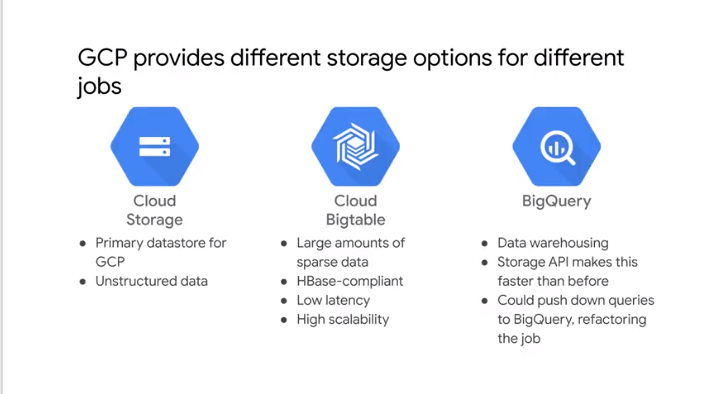 GCP provides different storage options for different
jobs
Cloud
Storage
● Primary datastore for
GCP
● Unstructured data
Cloud
Bigtable
● Large amounts of
sparse data
● HBase-compliant
● Low latency
● High scalability
BigQuery
● Data warehousing
● Storage API makes this
faster than before
● Could push down queries
to BigQuery, refactoring
the job